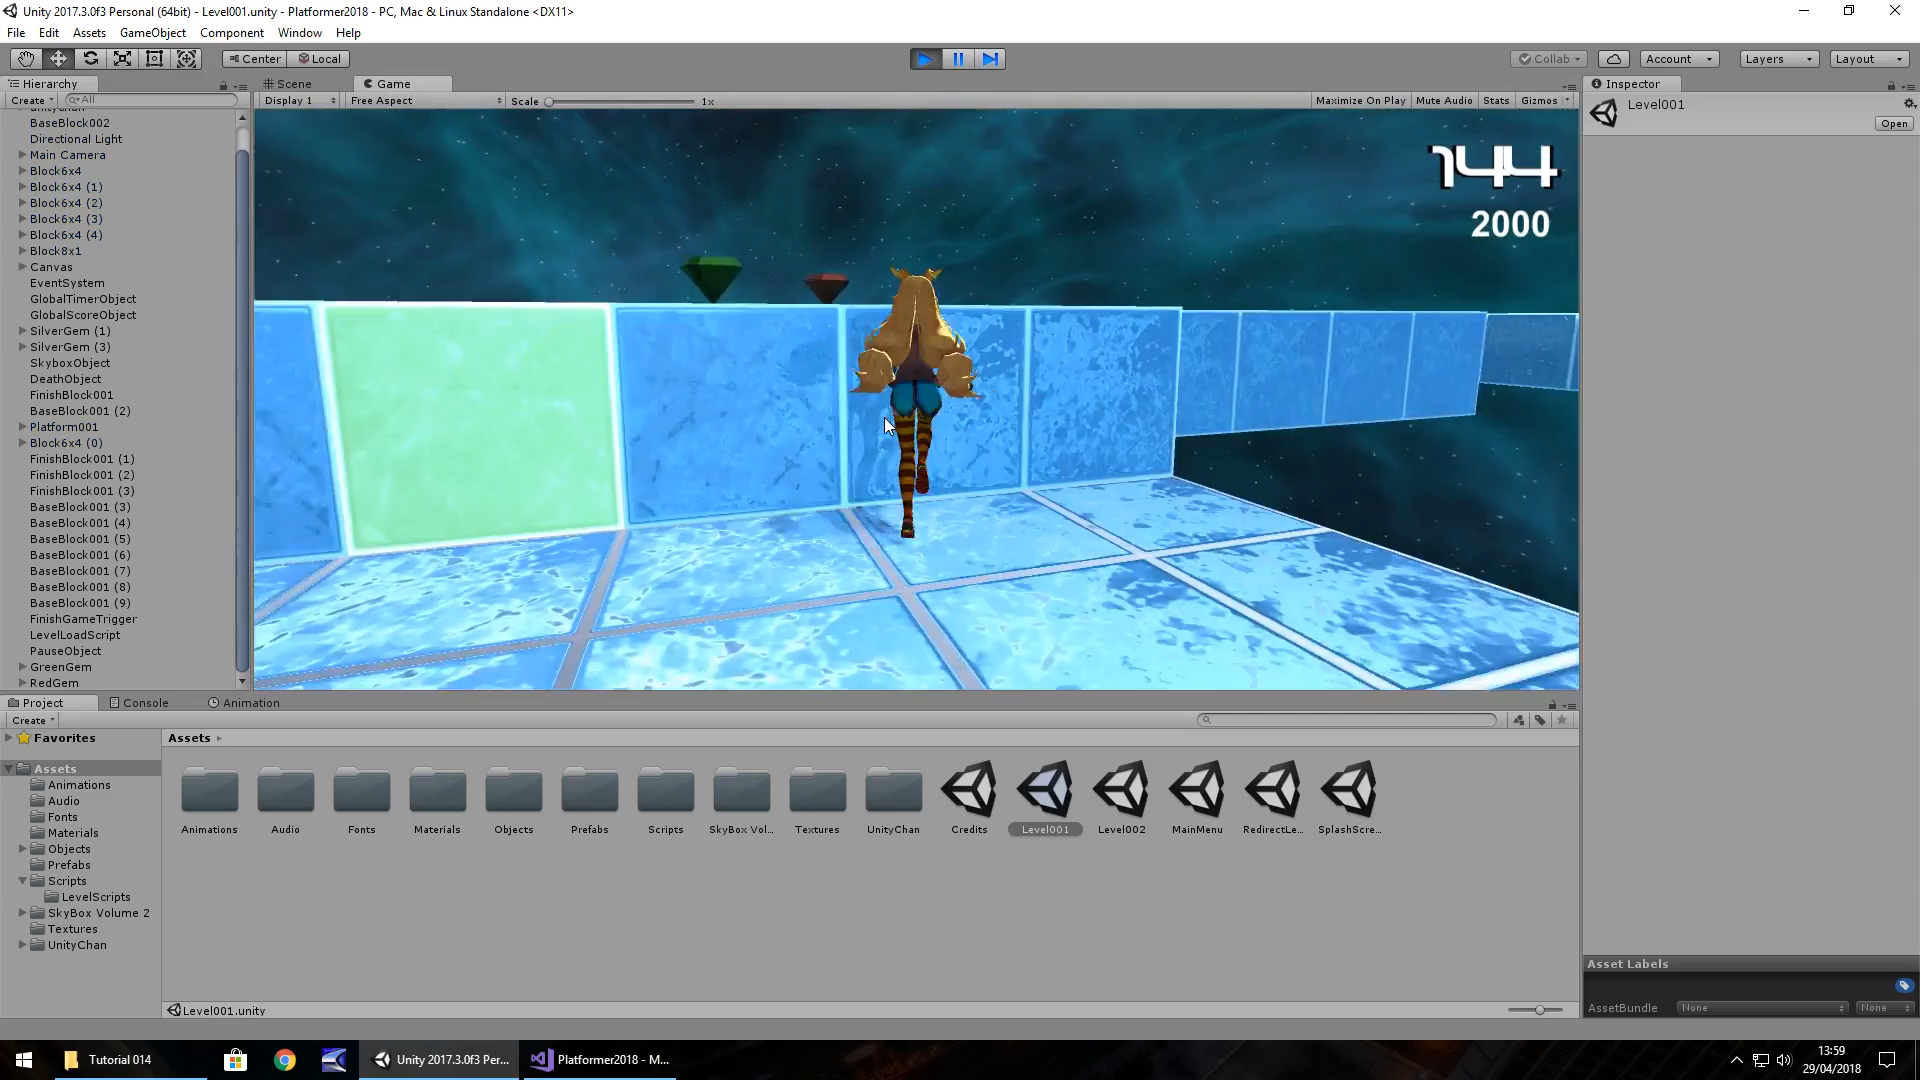 Unity 2017.3.0f3 Personal (64bit) - Level001.unity - Platformer2018 - PC, Mac & Linux Standalone <DX11>
File Edit Assets GameObject Component Window Help
Center Local Collab Account Layers Layout
Hierarchy
Create All
BaseBlock002
Directional Light
Main Camera
Block6x4
Block6x4 (1)
Block6x4 (2)
Block6x4 (3)
Block6x4 (4)
Block8x1
Canvas
EventSystem
GlobalTimerObject
GlobalScoreObject
SilverGem (1)
SilverGem (3)
SkyboxObject
DeathObject
FinishBlock001
BaseBlock001 (2)
Platform001
Block6x4 (0)
FinishBlock001 (1)
FinishBlock001 (2)
FinishBlock001 (3)
BaseBlock001 (3)
BaseBlock001 (4)
BaseBlock001 (5)
BaseBlock001 (6)
BaseBlock001 (7)
BaseBlock001 (8)
BaseBlock001 (9)
FinishGameTrigger
LevelLoadScript
PauseObject
GreenGem
RedGem
Scene Game
Display 1 Free Aspect Scale 1x Maximize On Play Mute Audio Stats Gizmos
144
2000
Inspector
Level001
Open
Project Console Animation
Create
Favorites
Assets
Animations
Audio
Fonts
Materials
Objects
Prefabs
Scripts
LevelScripts
SkyBox Volume 2
Textures
UnityChan
Assets
Animations Audio Fonts Materials Objects Prefabs Scripts SkyBox Vol... Textures UnityChan Credits Level001 Level002 MainMenu RedirectLe... SplashScre...
Level001.unity
Asset Labels
AssetBundle None None
Tutorial 014
Unity 2017.3.0f3 Per...
Platformer2018 - M...
13:59
29/04/2018